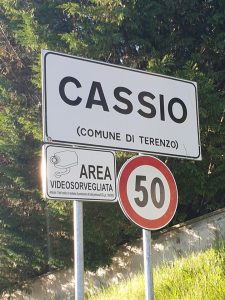 CASSIO
(COMUNE DI TERENZO)
AREA
VIDEOSORVEGLIATA
50